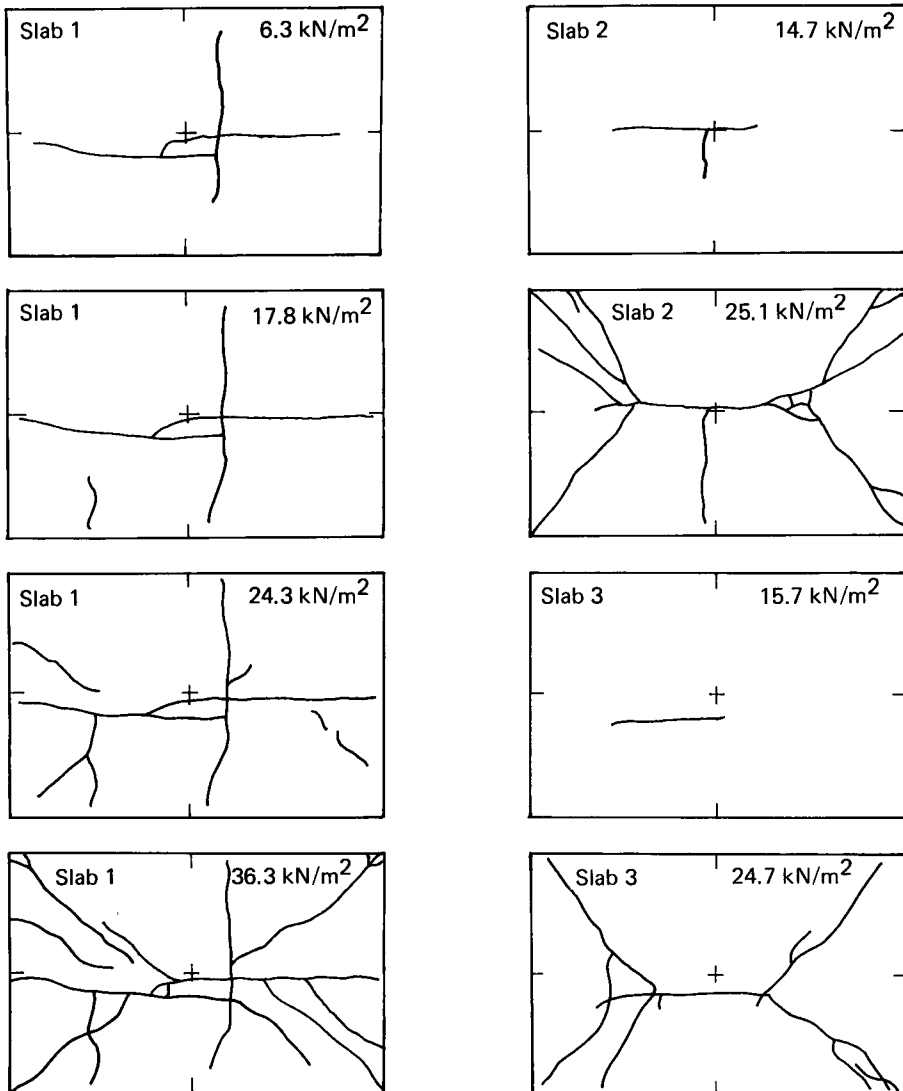 Slab 1 6.3 kN/m²
Slab 2 14.7 kN/m²
Slab 1 17.8 kN/m²
Slab 2 25.1 kN/m²
Slab 1 24.3 kN/m²
Slab 3 15.7 kN/m²
Slab 1 36.3 kN/m²
Slab 3 24.7 kN/m²